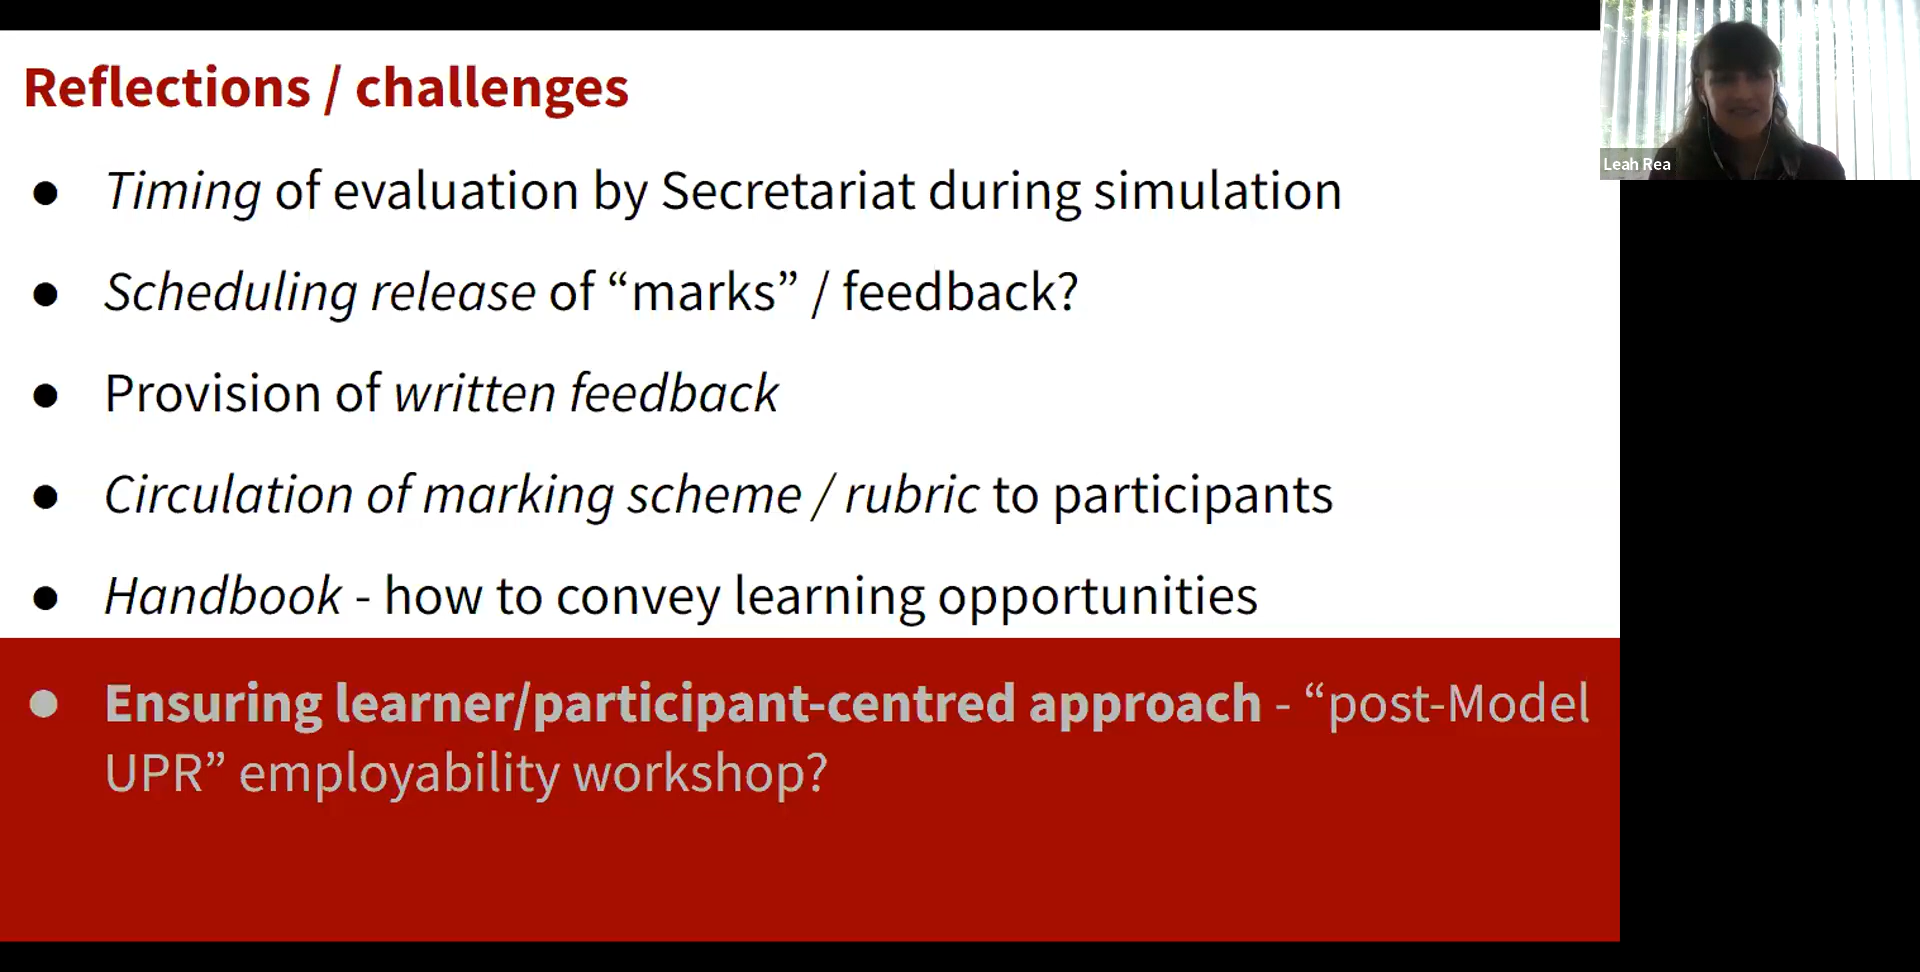 Reflections / challenges
● Timing of evaluation by Secretariat during simulation
● Scheduling release of “marks” / feedback?
● Provision of written feedback
● Circulation of marking scheme / rubric to participants
● Handbook - how to convey learning opportunities
● Ensuring learner/participant-centred approach - “post-Model
UPR” employability workshop?
Leah Rea